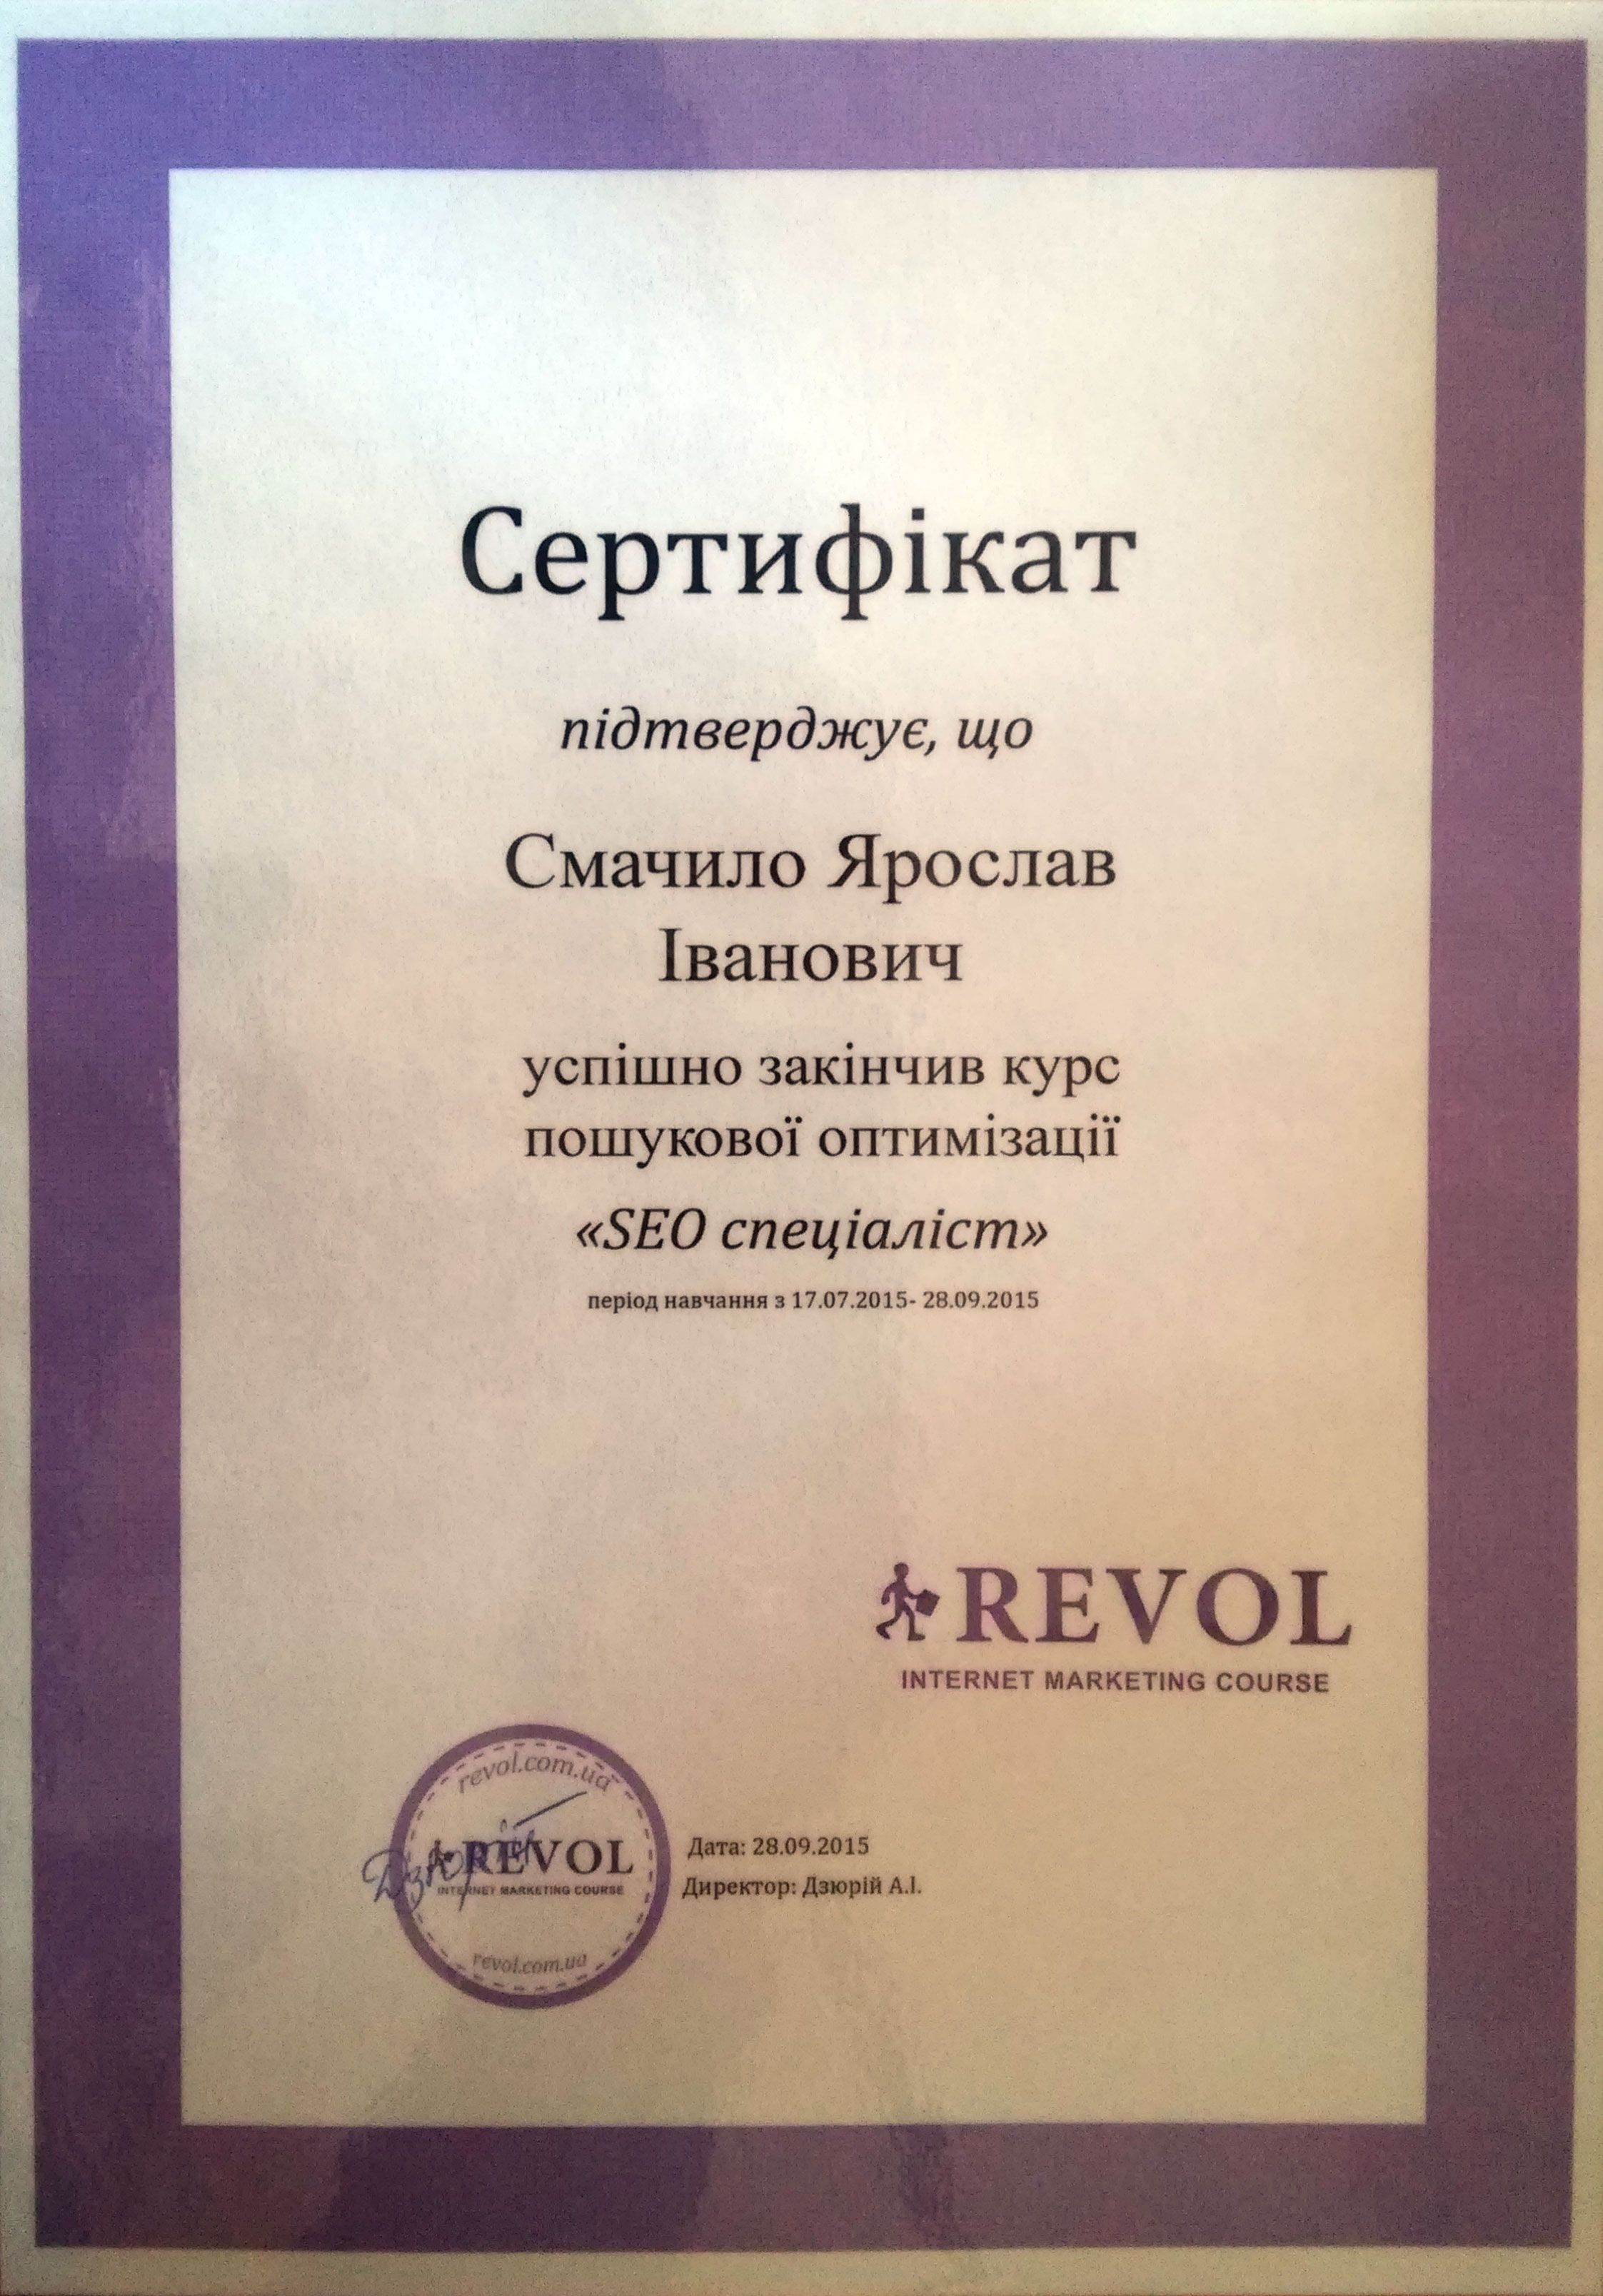 Сертифікат
підтверджує, що
Смачило Ярослав
Іванович
успішно закінчив курс
пошукової оптимізації
«SEO спеціаліст»
період навчання з 17.07.2015- 28.09.2015
REVOL
INTERNET MARKETING COURSE
revol.com.ua
REVOL
INTERNET MARKETING COURSE
revol.com.ua
Дзюрій
Дата: 28.09.2015
Директор: Дзюрій А.І.